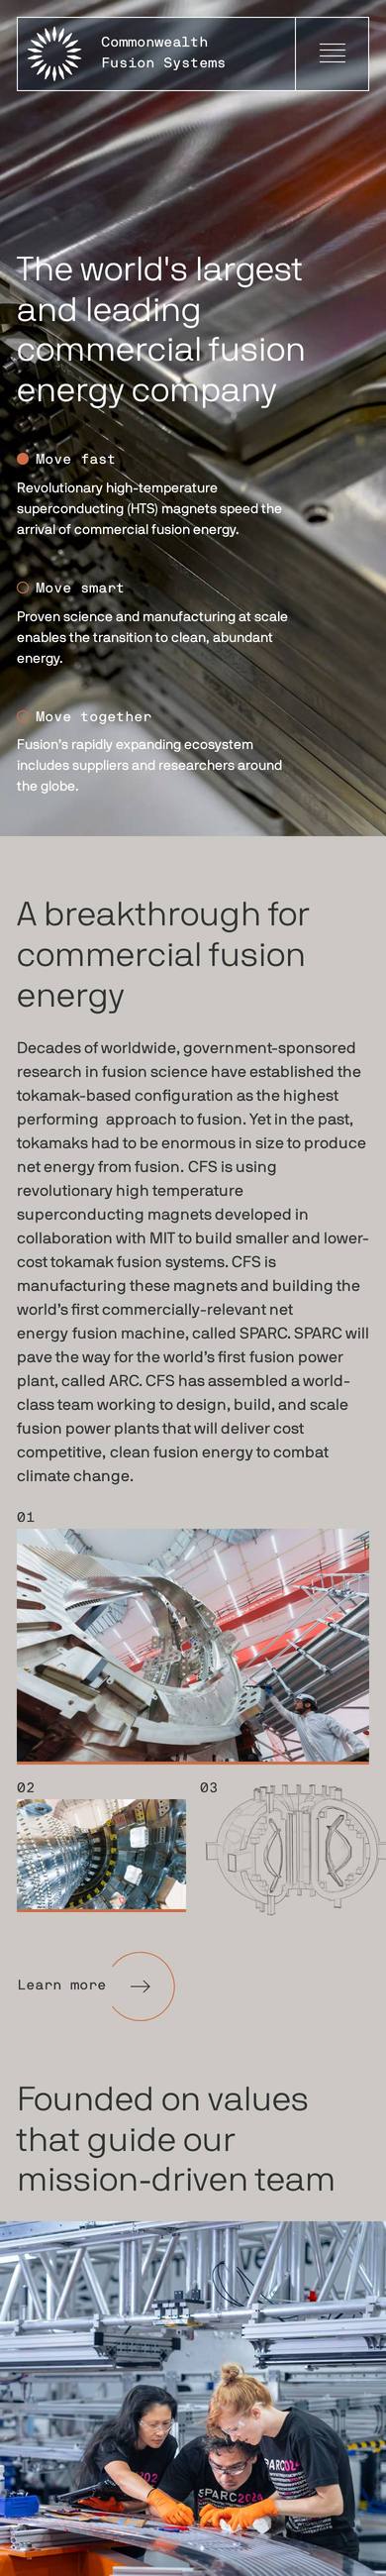 Commonwealth
Fusion Systems
The world's largest
and leading
commercial fusion
energy company
Move fast
Revolutionary high-temperature
superconducting (HTS) magnets speed the
arrival of commercial fusion energy.
Move smart
Proven science and manufacturing at scale
enables the transition to clean, abundant
energy.
Move together
Fusion's rapidly expanding ecosystem
includes suppliers and researchers around
the globe.
A breakthrough for
commercial fusion
energy
Decades of worldwide, government-sponsored
research in fusion science have established the
tokamak-based configuration as the highest
performing approach to fusion. Yet in the past,
tokamaks had to be enormous in size to produce
net energy from fusion. CFS is using
revolutionary high temperature
superconducting magnets developed in
collaboration with MIT to build smaller and lower-
cost tokamak fusion systems. CFS is
manufacturing these magnets and building the
world's first commercially-relevant net
energy fusion machine, called SPARC. SPARC will
pave the way for the world's first fusion power
plant, called ARC. CFS has assembled a world-
class team working to design, build, and scale
fusion power plants that will deliver cost
competitive, clean fusion energy to combat
climate change.
01
02
03
Learn more
Founded on values
that guide our
mission-driven team
SPARC